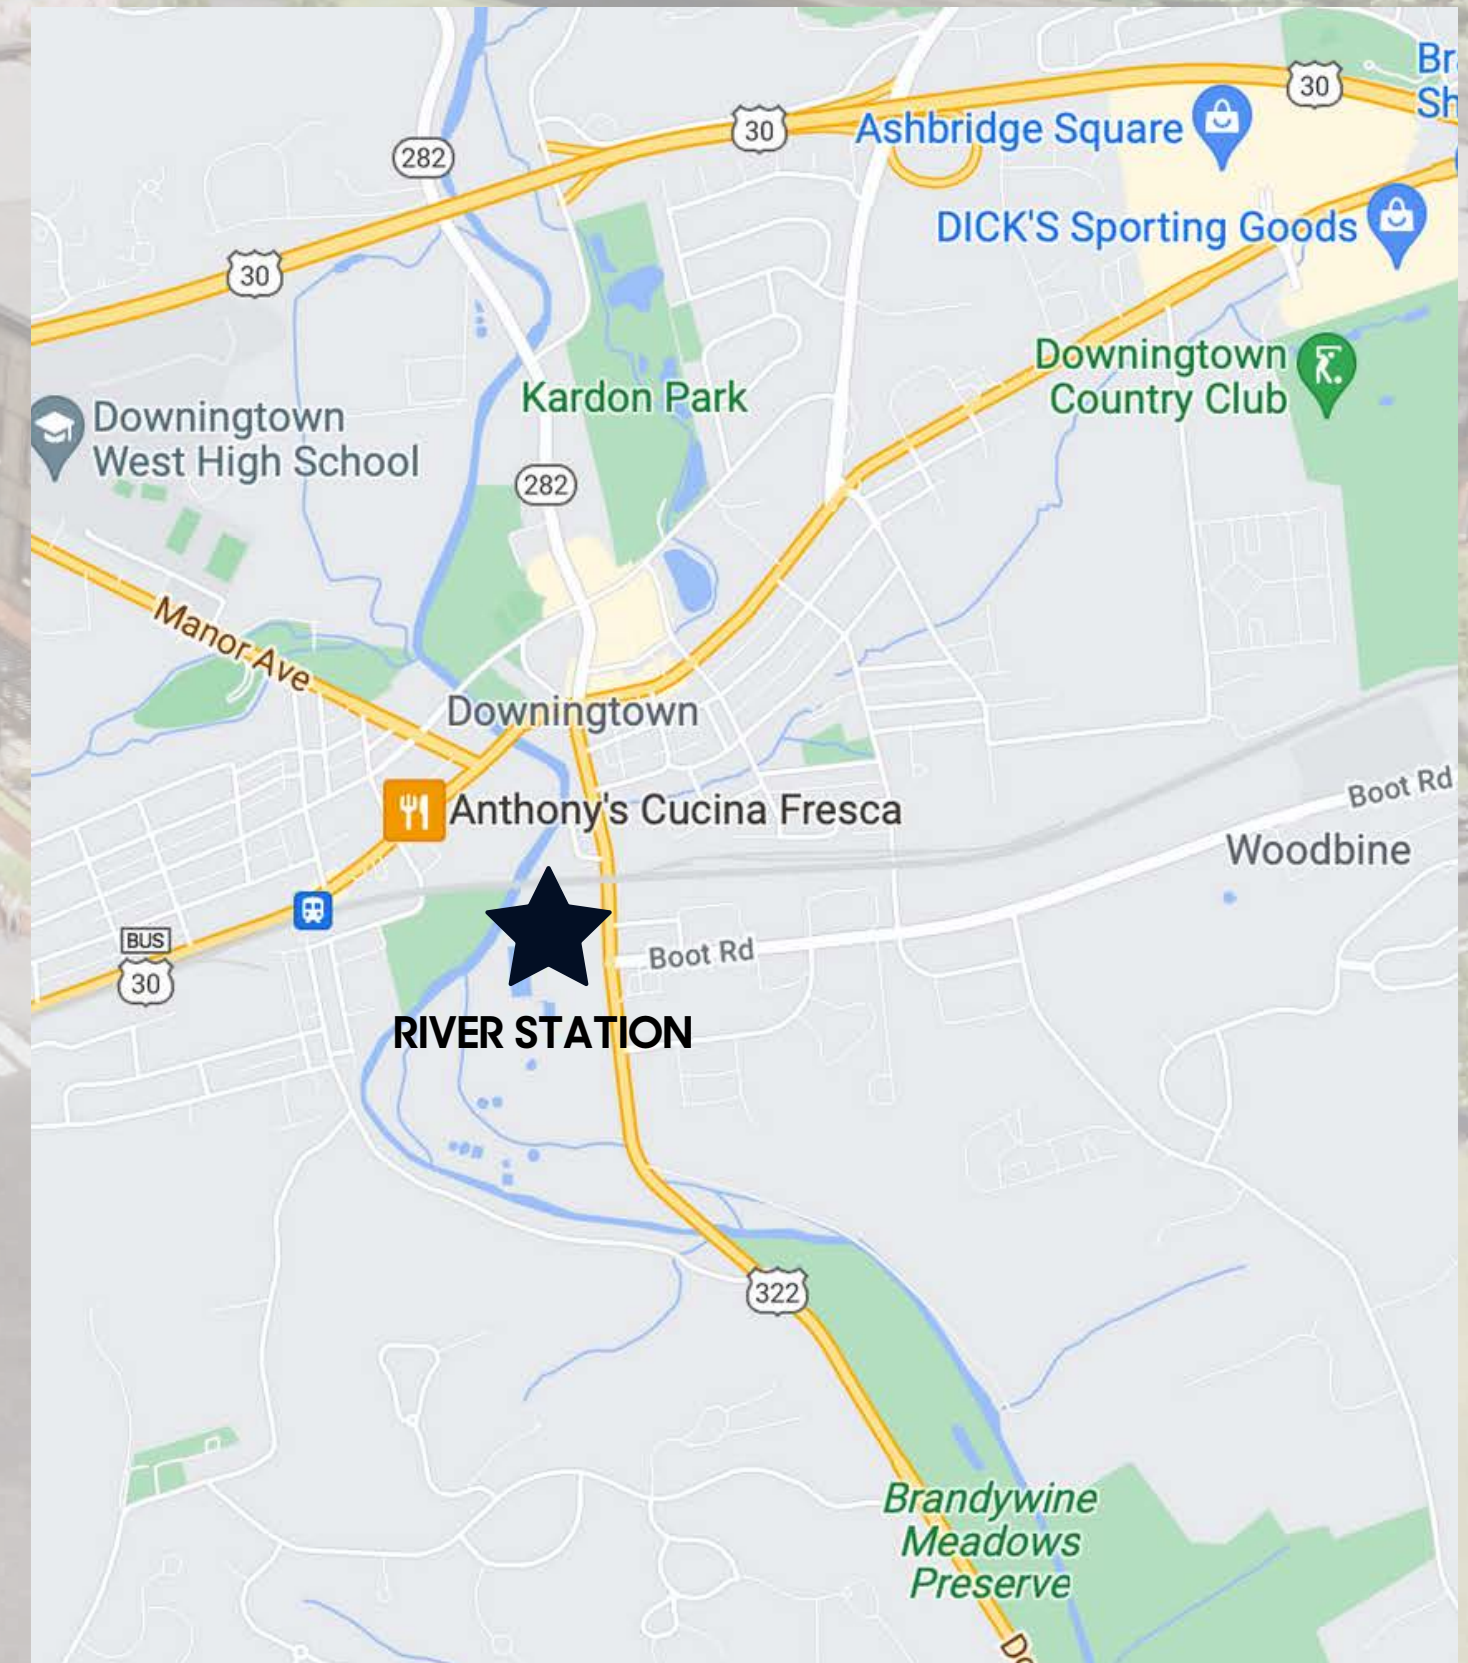 Br
Sh
30
30
Ashbridge Square
282
DICK'S Sporting Goods
30
Downingtown
Country Club
Kardon Park
Downingtown
West High School
282
Manor Ave
Downingtown
Boot Rd
Anthony's Cucina Fresca
Woodbine
BUS
30
Boot Rd
RIVER STATION
322
Brandywine
Meadows
Preserve
Do